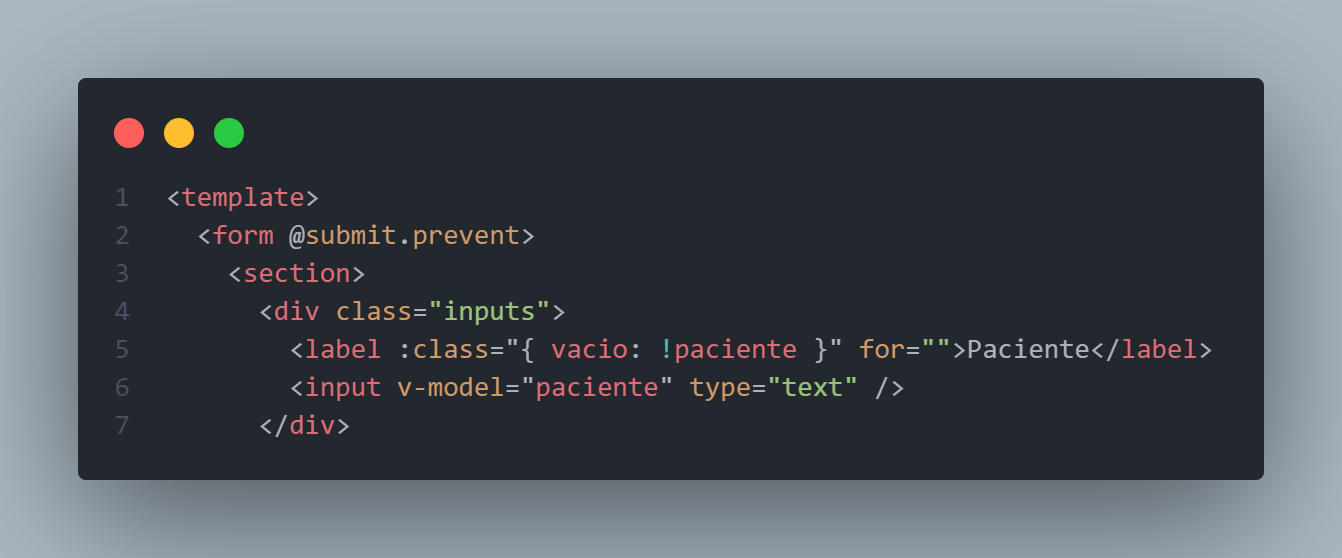 1 <template>
2   <form @submit.prevent>
3     <section>
4       <div class="inputs">
5         <label :class="{ vacio: !paciente }" for="">Paciente</label>
6         <input v-model="paciente" type="text" />
7       </div>